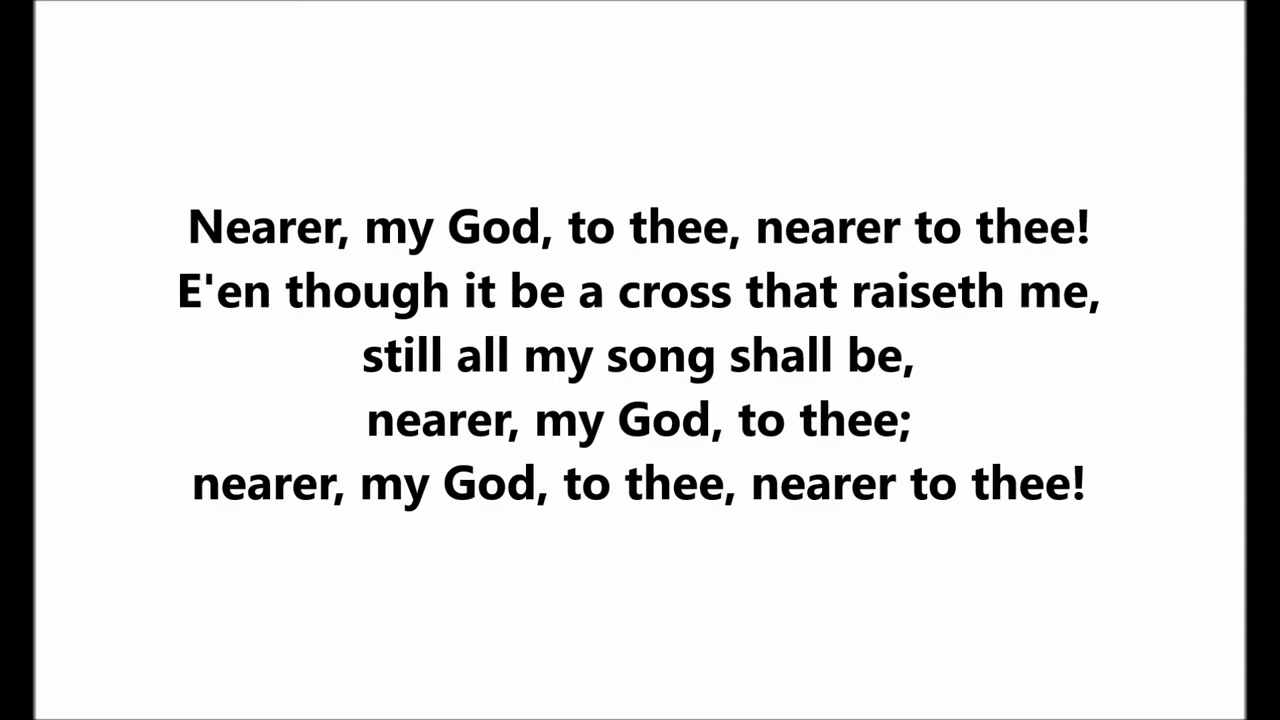 Nearer, my God, to thee, nearer to thee!
E'en though it be a cross that raiseth me,
still all my song shall be,
nearer, my God, to thee;
nearer, my God, to thee, nearer to thee!